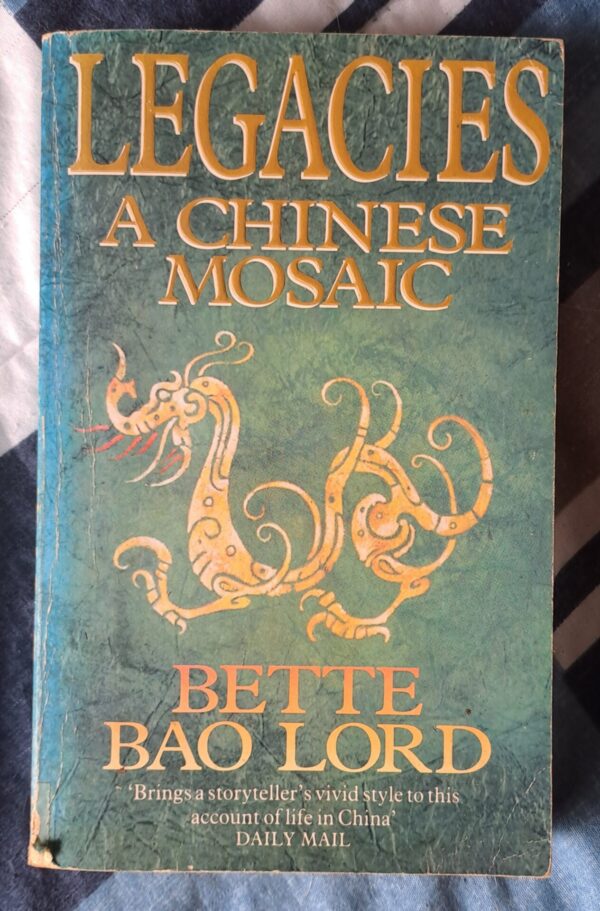 LEGACIES
A CHINESE
MOSAIC
BETTE
BAO LORD
‘Brings a storyteller’s vivid style to this
account of life in China’
DAILY MAIL